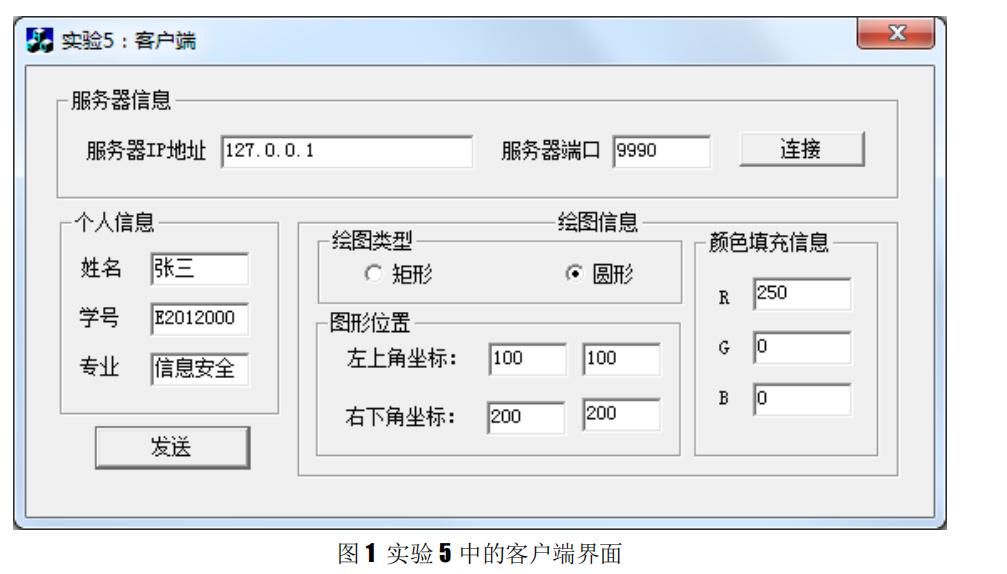 实验5：客户端
服务器信息
服务器IP地址 127.0.0.1 服务器端口 9990 连接
个人信息
姓名 张三
学号 E2012000
专业 信息安全
发送
绘图信息
绘图类型
矩形 圆形
图形位置
左上角坐标： 100 100
右下角坐标： 200 200
颜色填充信息
R 250
G 0
B 0
图1 实验5中的客户端界面